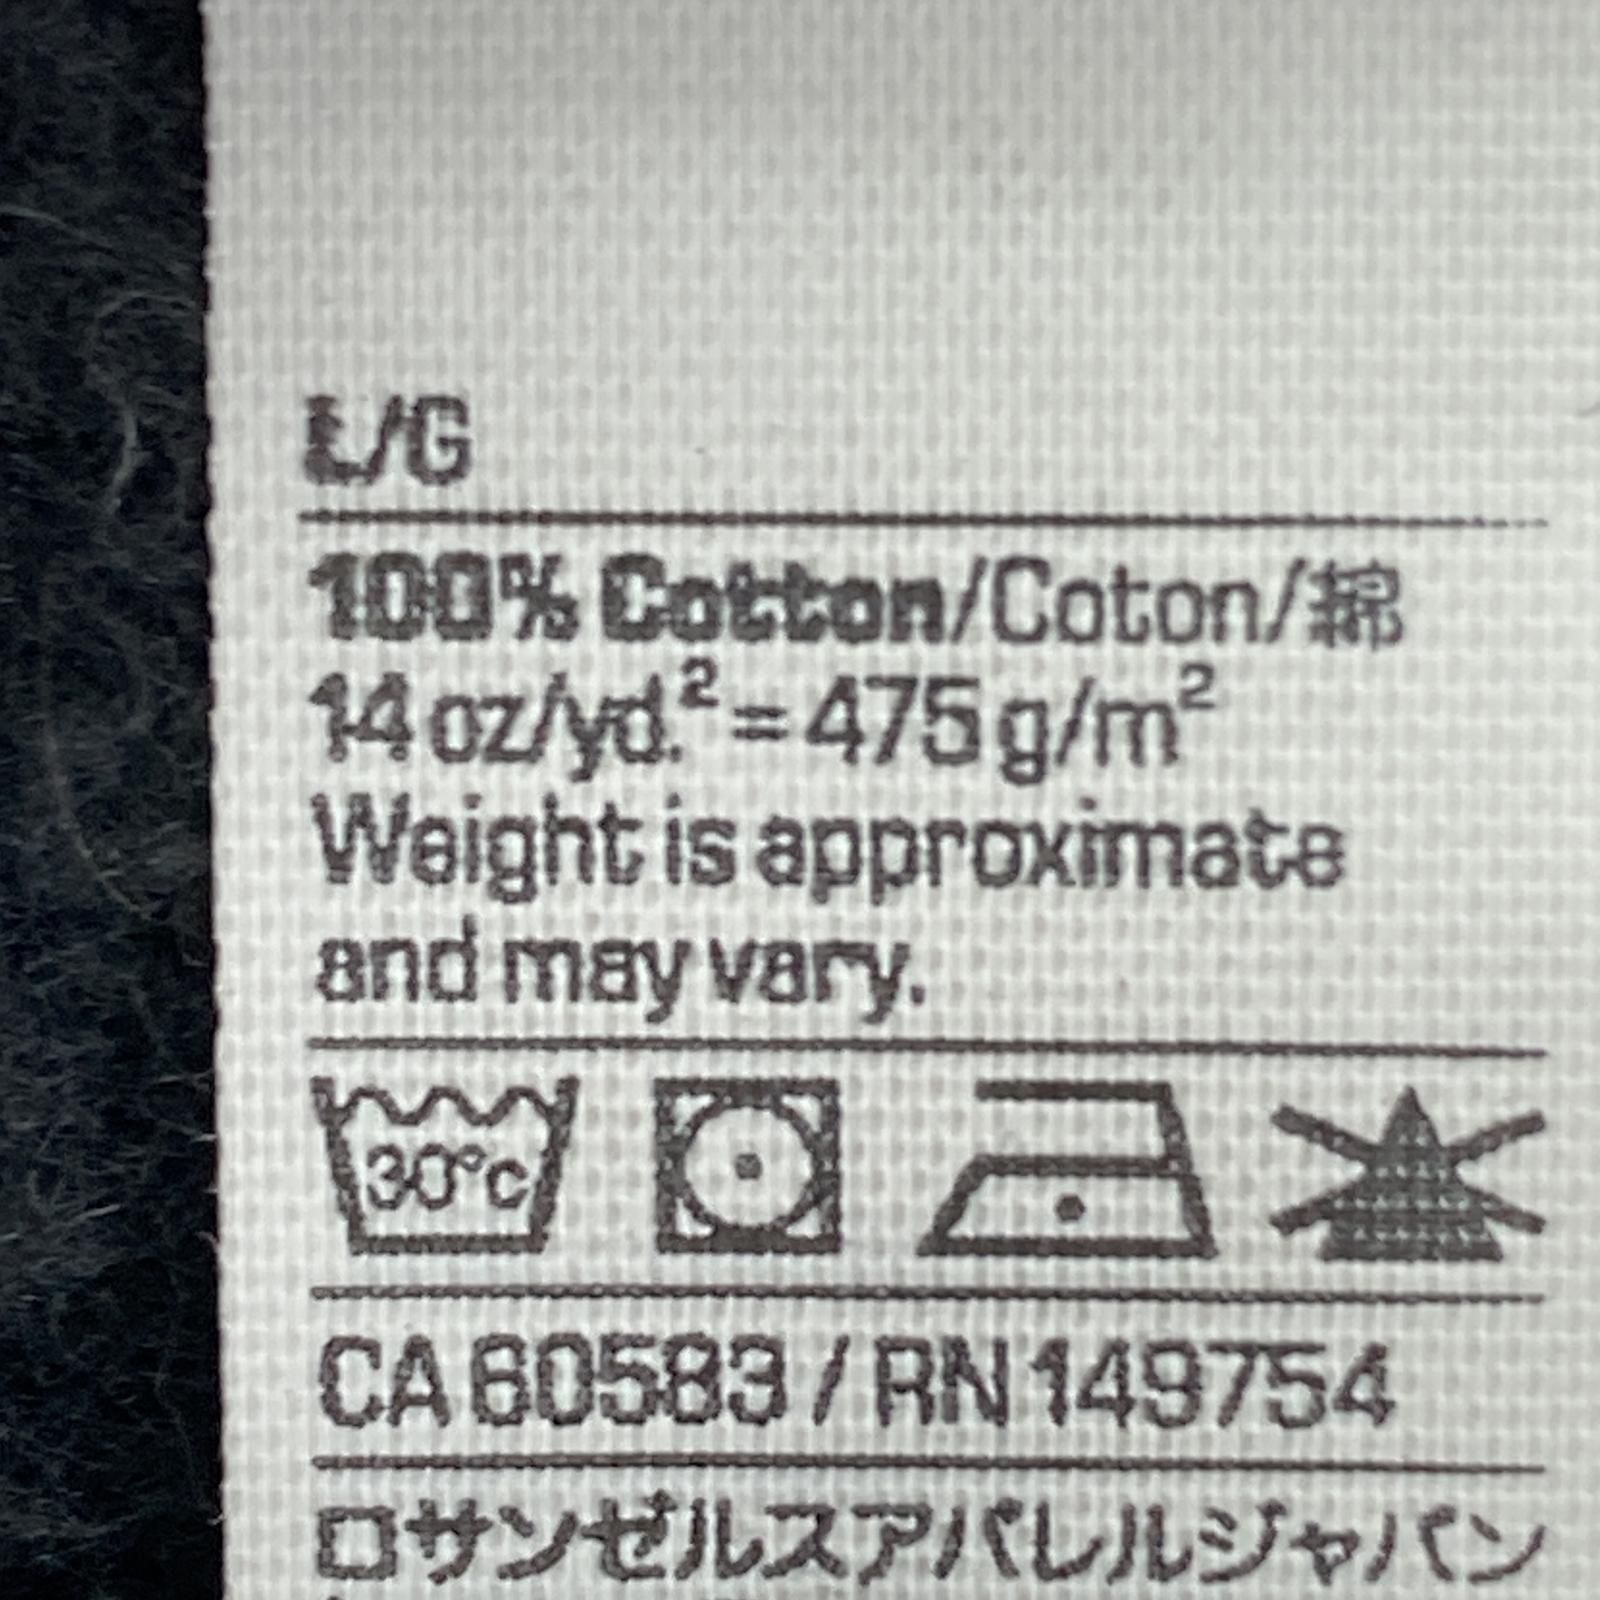 L/G
100% Cotton/Coton/綿
14 oz/yd.² = 475 g/m²
Weight is approximate
and may vary.
30°C
CA 60583 / RN 149754
ロサンゼルスアパレルジャパン